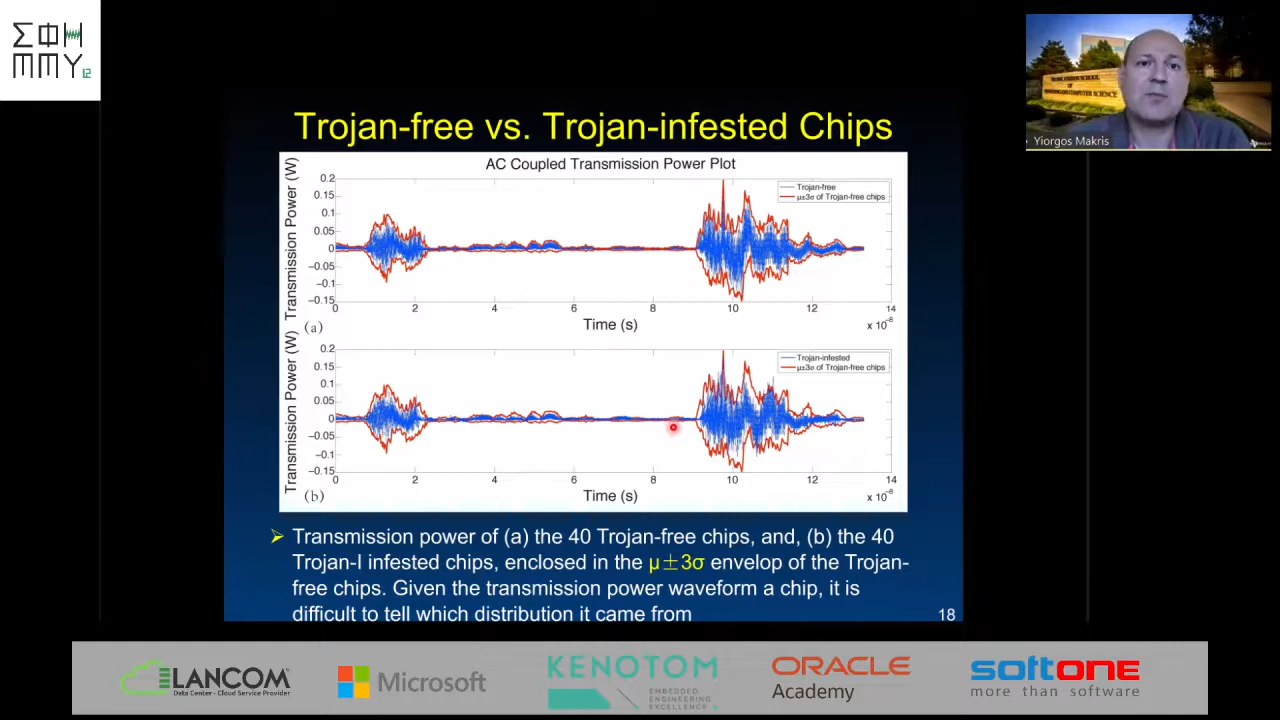 ΣΦΗ
ΜΜΥ 12
Yiorgos Makris
Trojan-free vs. Trojan-infested Chips
AC Coupled Transmission Power Plot
Transmission Power (W)
0.2
0.15
0.1
0.05
0
−0.05
−0.1
−0.15
Trojan-free
μ±3σ of Trojan-free chips
0 2 4 6 8 10 12 14
Time (s)
x 10⁻⁸
(a)
Transmission Power (W)
0.2
0.15
0.1
0.05
0
−0.05
−0.1
−0.15
Trojan-infested
μ±3σ of Trojan-free chips
0 2 4 6 8 10 12 14
Time (s)
x 10⁻⁸
(b)
➢ Transmission power of (a) the 40 Trojan-free chips, and, (b) the 40
Trojan-I infested chips, enclosed in the μ±3σ envelop of the Trojan-
free chips. Given the transmission power waveform a chip, it is
difficult to tell which distribution it came from
18
LANCOM
Data Center - Cloud Service Provider
Microsoft
KENOTOM
EMBEDDED
ENGINEERING
EXCELLENCE
ORACLE
Academy
softone
more than software